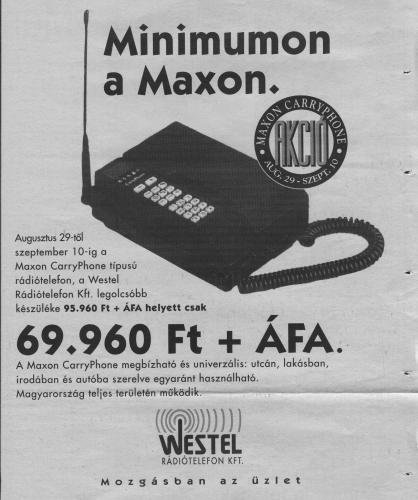 Minimumon
a Maxon.
MAXON CARRYPHONE
AKCIÓ
AUG. 29 - SZEPT. 10.
Augusztus 29-től
szeptember 10-ig a
Maxon CarryPhone típusú
rádiótelefon, a Westel
Rádiótelefon Kft. legolcsóbb
készüléke 95.960 Ft + ÁFA helyett csak
69.960 Ft + ÁFA.
A Maxon CarryPhone megbízható és univerzális: utcán, lakásban,
irodában és autóba szerelve egyaránt használható.
Magyarország teljes területén működik.
WESTEL
RÁDIÓTELEFON KFT.
Mozgásban az üzlet